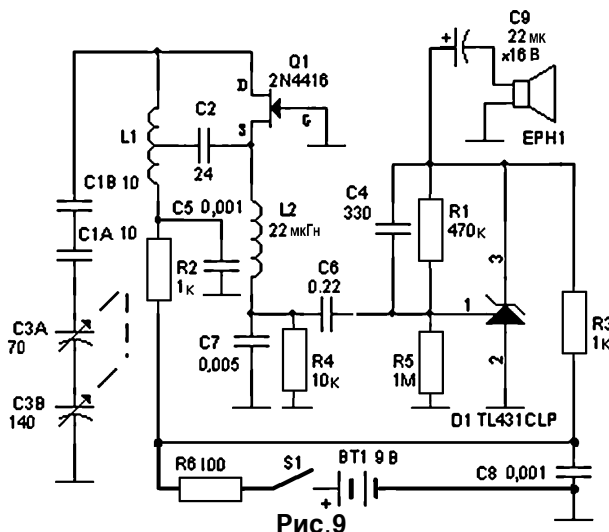 C9
22 мк
х16 В
+
Q1
2N4416
D
S
G
EPH1
C2
24
L1
C1B 10
C1A 10
C5 0,001
L2
22 мкГн
C4
330
R1
470к
3
R2
1к
C6
0.22
1
R3
1К
C3A
70
C7
0,005
R4
10к
R5
1М
2
C3B
140
D1 TL431CLP
R6 100
S1
BT1 9 В
+
C8 0,001
Рис.9